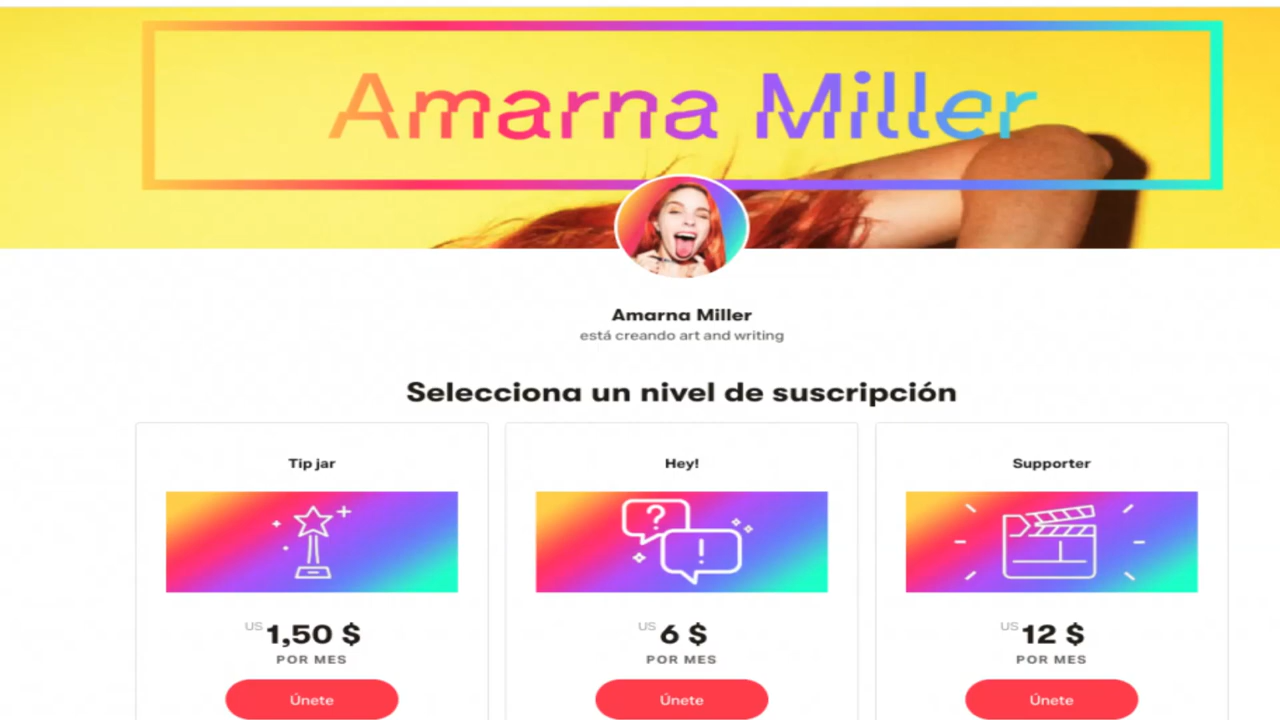 Amarna Miller
Amarna Miller
está creando art and writing
Selecciona un nivel de suscripción
Tip jar
Hey!
Supporter
?
!
US 1,50 $
US 6 $
US 12 $
POR MES
POR MES
POR MES
Únete
Únete
Únete